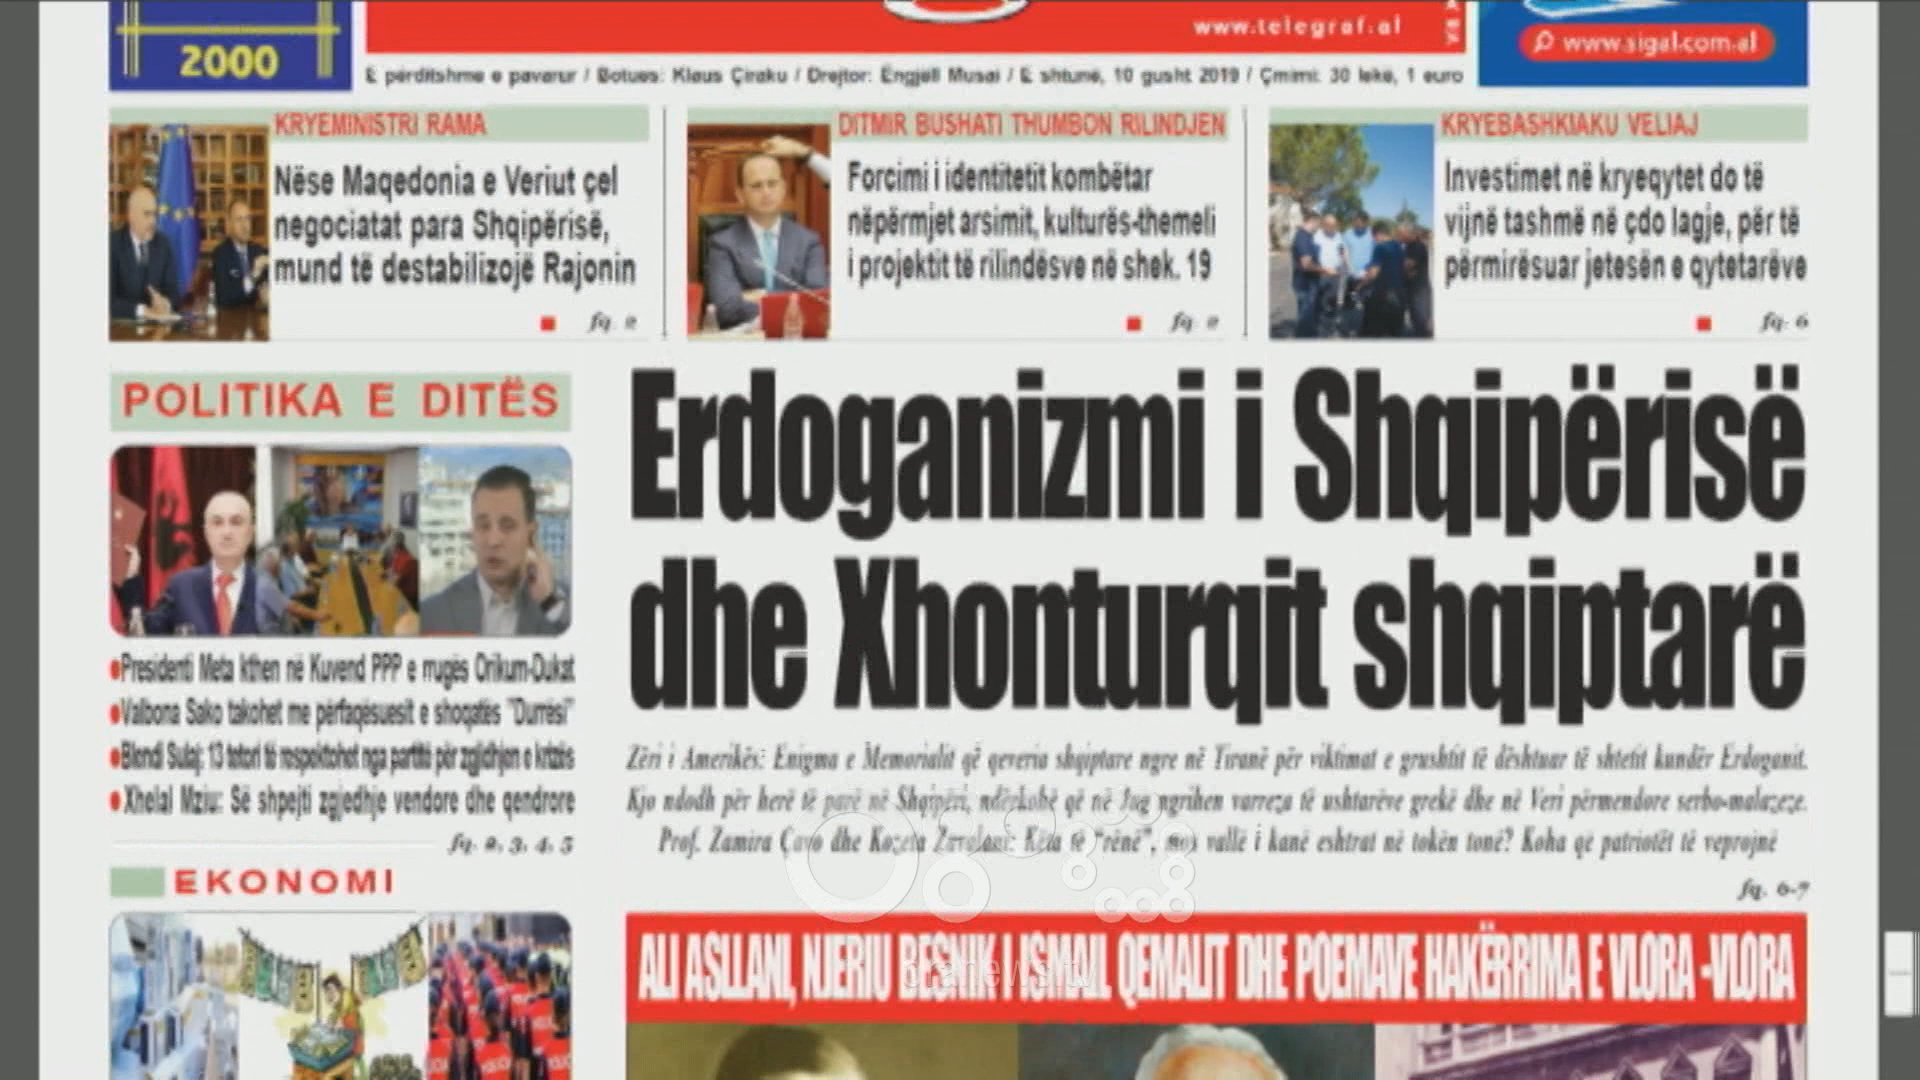 2000
www.telegraf.al
www.sigal.com.al
E përditshme e pavarur / Botues: Klaus Çiraku / Drejtor: Engjëll Musai / E shtunë, 10 gusht 2019 / Çmimi: 30 lekë, 1 euro
KRYEMINISTRI RAMA
Nëse Maqedonia e Veriut çel
negociatat para Shqipërisë,
mund të destabilizojë Rajonin
fq. 2
DITMIR BUSHATI THUMBON RILINDJEN
Forcimi i identitetit kombëtar
nëpërmjet arsimit, kulturës-themeli
i projektit të rilindësve në shek. 19
fq. 2
KRYEBASHKIAKU VELIAJ
Investimet në kryeqytet do të
vijnë tashmë në çdo lagje, për të
përmirësuar jetesën e qytetarëve
fq. 6
POLITIKA E DITËS
Presidenti Meta kthen në Kuvend PPP e rrugës Orikum-Dukat
Valbona Sako takohet me përfaqësuesit e shoqatës "Durrësi"
Blendi Sulaj: 13 tetori të respektohet nga partitë për zgjidhjen e krizës
Xhelal Mziu: Së shpejti zgjedhje vendore dhe qendrore
fq. 2, 3, 4, 5
EKONOMI
Erdoganizmi i Shqipërisë
dhe Xhonturqit shqiptarë
Zëri i Amerikës: Enigma e Memorialit që qeveria shqiptare ngre në Tiranë për viktimat e grushtit të dështuar të shtetit kundër Erdoganit.
Kjo ndodh për herë të parë në Shqipëri, ndërkohë që në Jug ngrihen varreza të ushtarëve grekë dhe në Veri përmendore serbo-malazeze.
Prof. Zamira Çavo dhe Kozeta Zavalani: Këta të "rënë", mos vallë i kanë eshtrat në tokën tonë? Koha që patriotët të veprojnë
fq. 6-7
ALI ASLLANI, NJERIU BESNIK I ISMAIL QEMALIT DHE POEMAVE HAKËRRIMA E VLORA -VLORA
oranews.tv